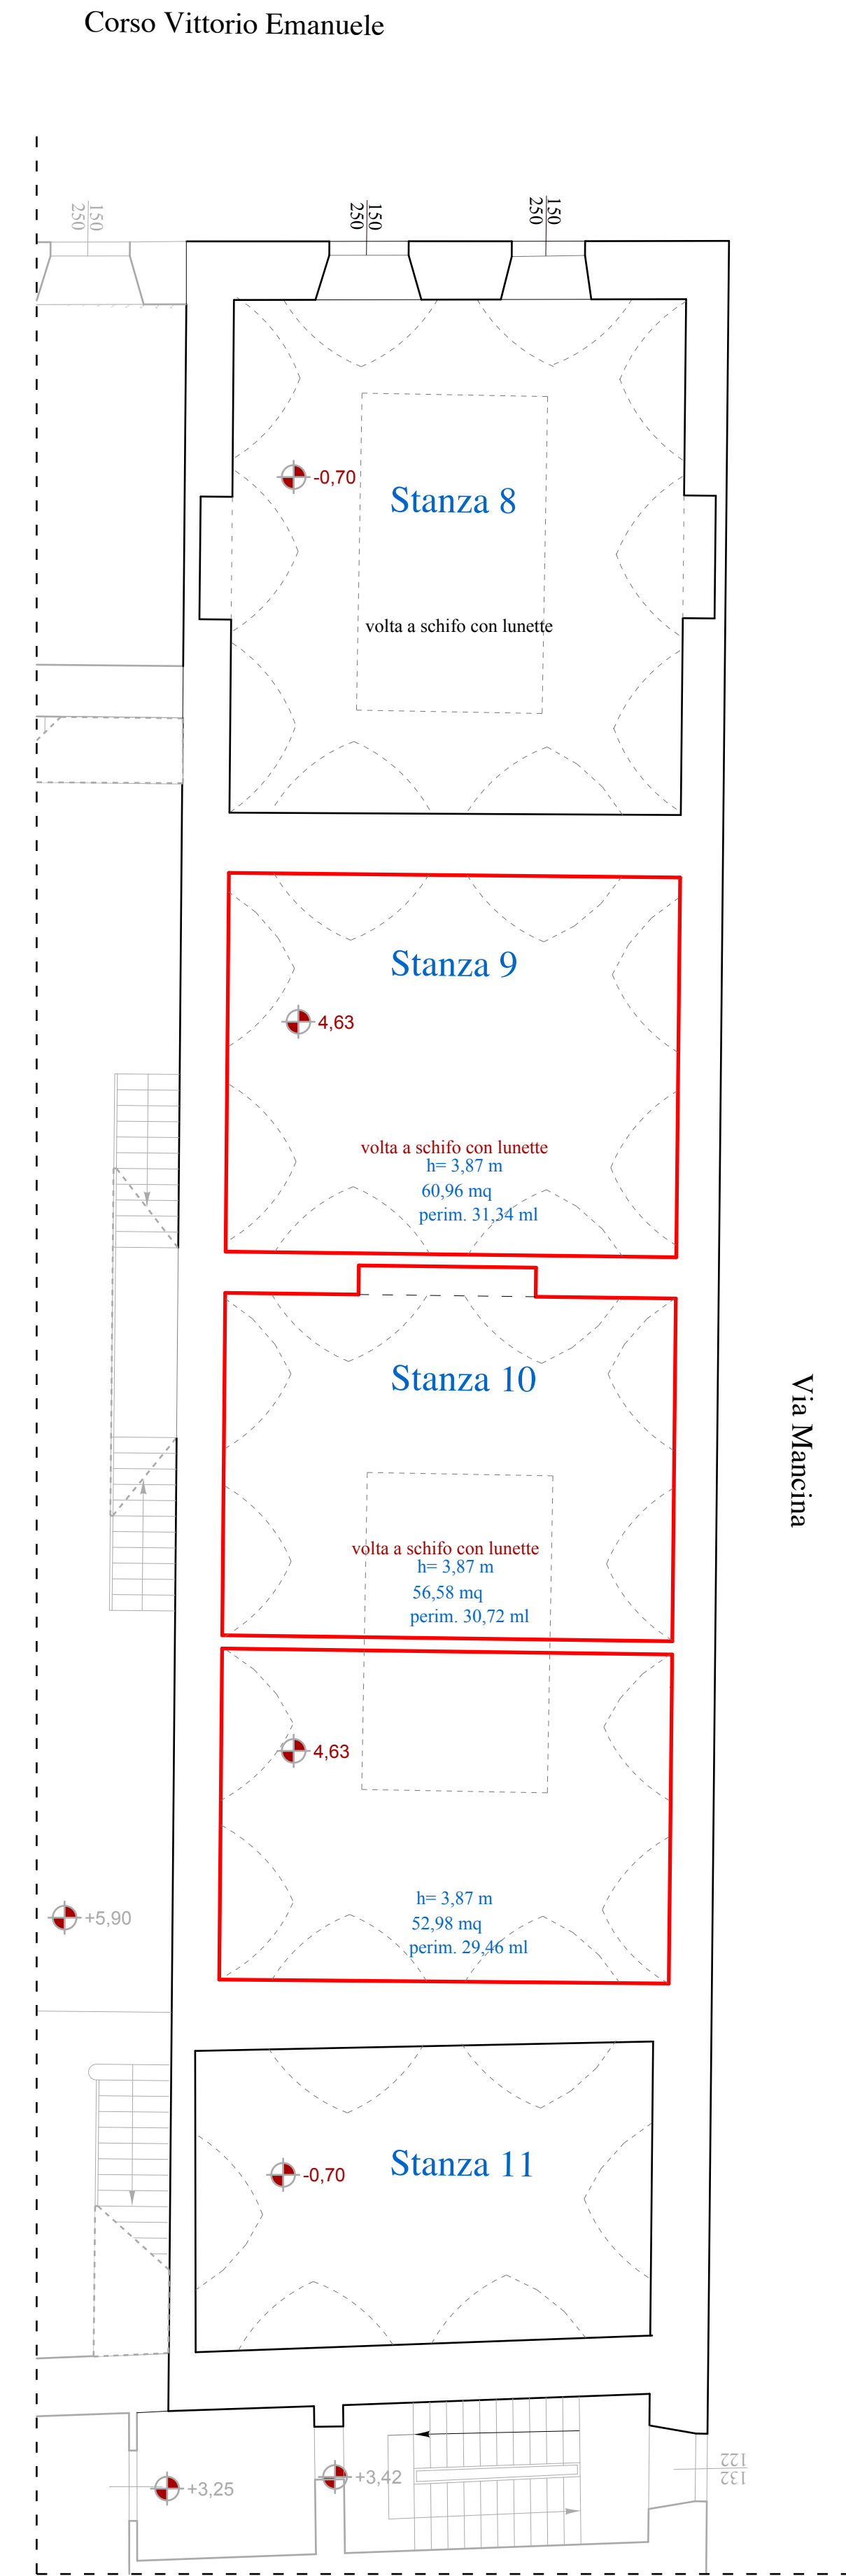 Corso Vittorio Emanuele
150
250
150
250
150
250
-0,70
Stanza 8
volta a schifo con lunette
Stanza 9
4,63
volta a schifo con lunette
h= 3,87 m
60,96 mq
perim. 31,34 ml
Stanza 10
Via Mancina
volta a schifo con lunette
h= 3,87 m
56,58 mq
perim. 30,72 ml
4,63
h= 3,87 m
52,98 mq
perim. 29,46 ml
+5,90
Stanza 11
-0,70
122
132
+3,42
+3,25